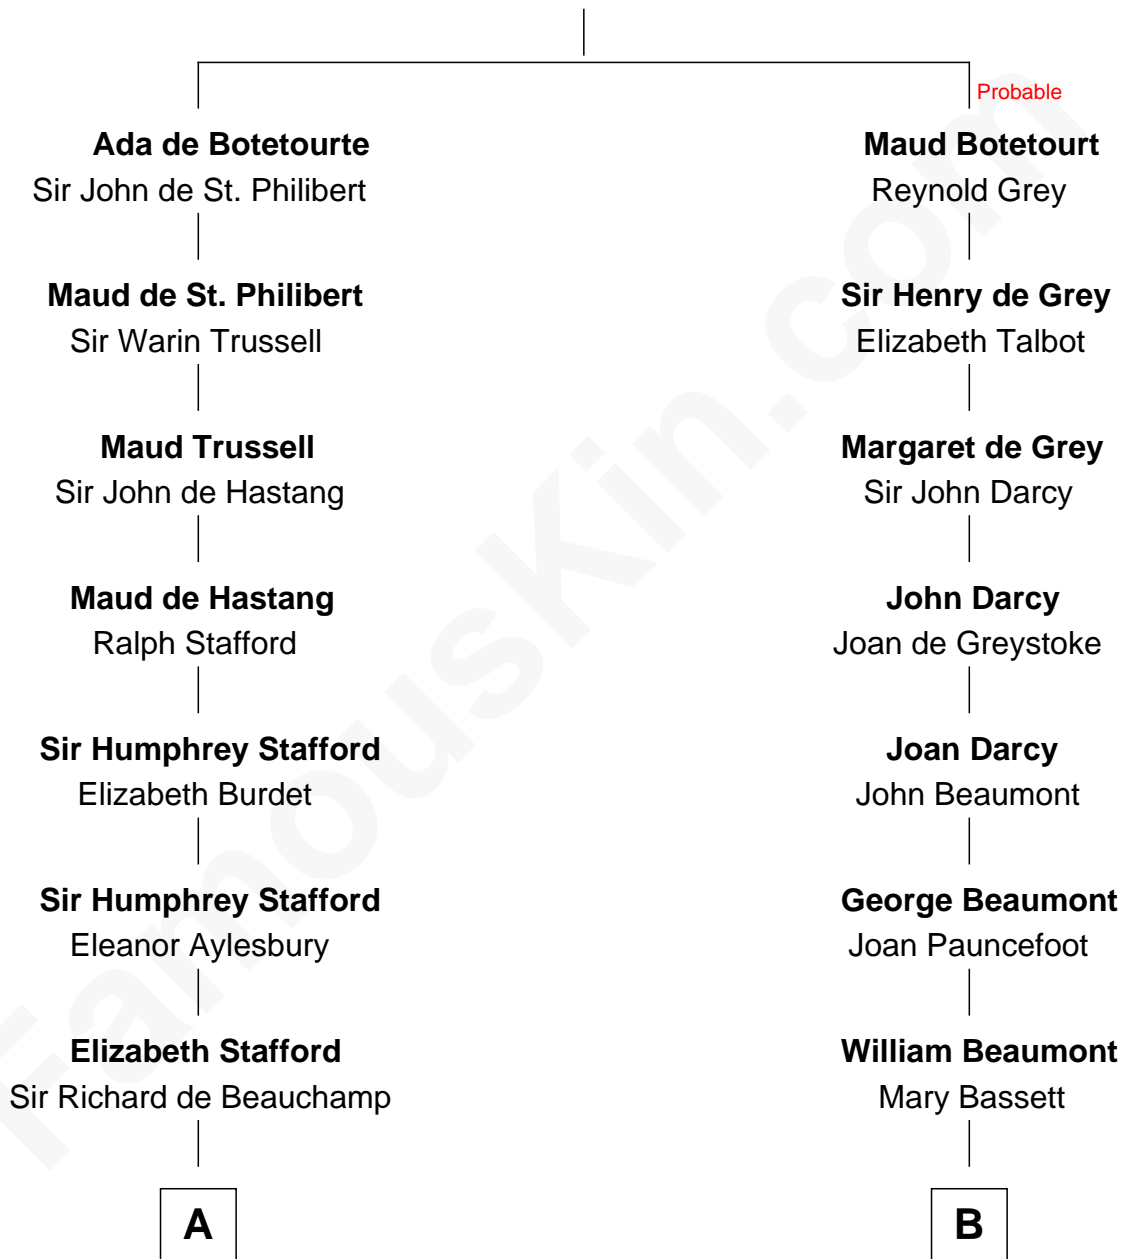 Probable
Ada de Botetourte
Sir John de St. Philibert
Maud Botetourt
Reynold Grey
Maud de St. Philibert
Sir Warin Trussell
Sir Henry de Grey
Elizabeth Talbot
Maud Trussell
Sir John de Hastang
Margaret de Grey
Sir John Darcy
Maud de Hastang
Ralph Stafford
John Darcy
Joan de Greystoke
Sir Humphrey Stafford
Elizabeth Burdet
Joan Darcy
John Beaumont
Sir Humphrey Stafford
Eleanor Aylesbury
George Beaumont
Joan Pauncefoot
Elizabeth Stafford
Sir Richard de Beauchamp
William Beaumont
Mary Bassett
A
B
FamousKin.com